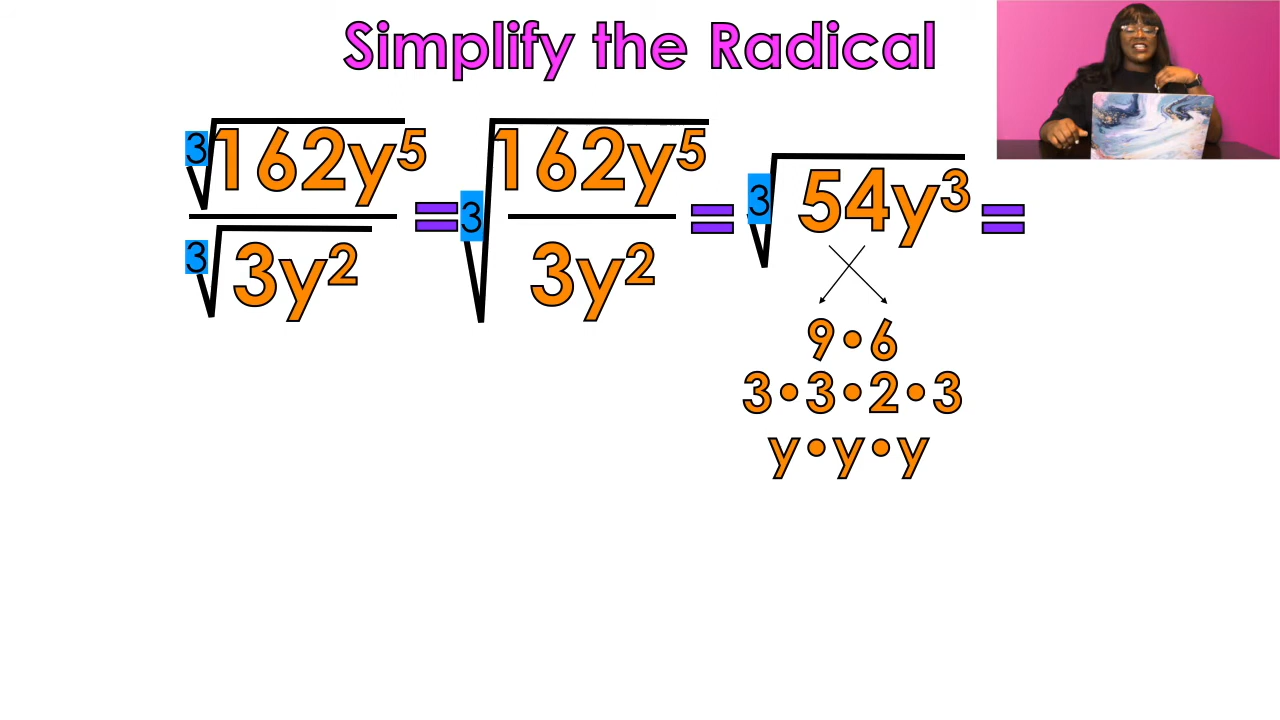 Simplify the Radical
∛162y⁵ / ∛3y² = ∛(162y⁵ / 3y²) = ∛54y³ =
9•6
3•3•2•3
y•y•y